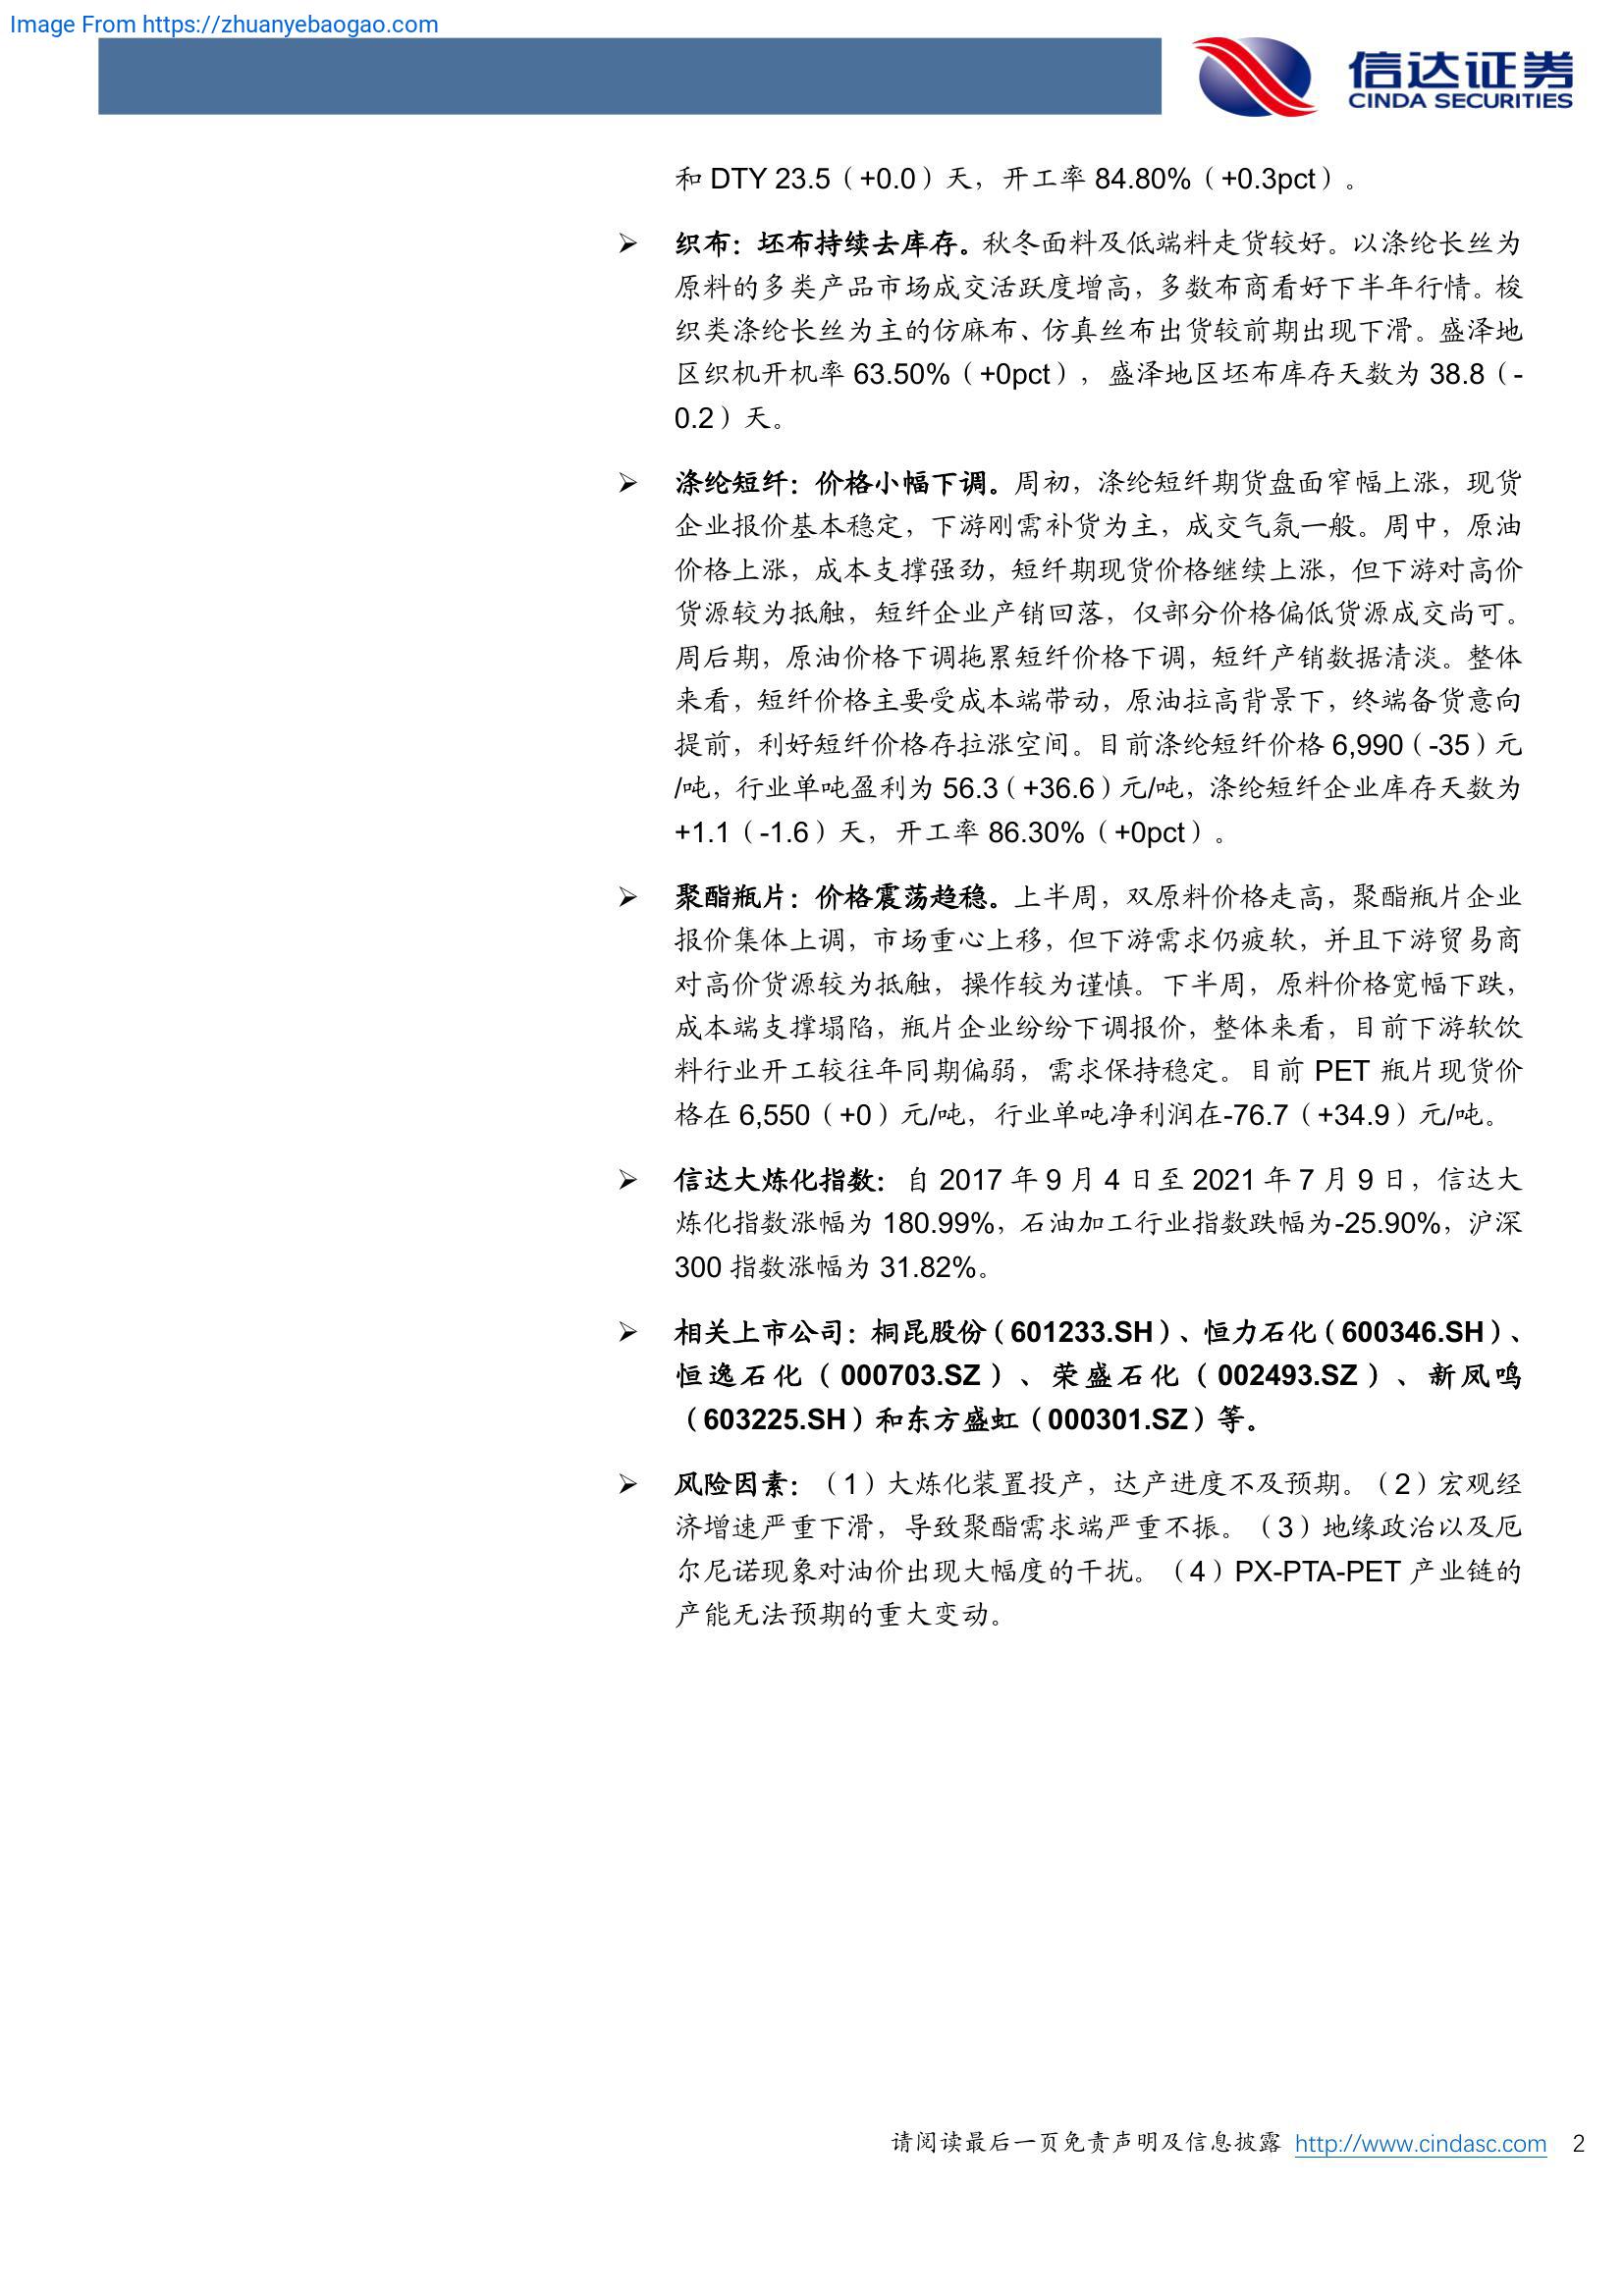 Image From https://zhuanyebaogao.com
信达证券
CINDA SECURITIES
和 DTY 23.5（+0.0）天，开工率 84.80%（+0.3pct）。
➢ 织布：坯布持续去库存。秋冬面料及低端料走货较好。以涤纶长丝为
原料的多类产品市场成交活跃度增高，多数布商看好下半年行情。梭
织类涤纶长丝为主的仿麻布、仿真丝布出货较前期出现下滑。盛泽地
区织机开机率 63.50%（+0pct），盛泽地区坯布库存天数为 38.8（-
0.2）天。
➢ 涤纶短纤：价格小幅下调。周初，涤纶短纤期货盘面窄幅上涨，现货
企业报价基本稳定，下游刚需补货为主，成交气氛一般。周中，原油
价格上涨，成本支撑强劲，短纤期现货价格继续上涨，但下游对高价
货源较为抵触，短纤企业产销回落，仅部分价格偏低货源成交尚可。
周后期，原油价格下调拖累短纤价格下调，短纤产销数据清淡。整体
来看，短纤价格主要受成本端带动，原油拉高背景下，终端备货意向
提前，利好短纤价格存拉涨空间。目前涤纶短纤价格 6,990（-35）元
/吨，行业单吨盈利为 56.3（+36.6）元/吨，涤纶短纤企业库存天数为
+1.1（-1.6）天，开工率 86.30%（+0pct）。
➢ 聚酯瓶片：价格震荡趋稳。上半周，双原料价格走高，聚酯瓶片企业
报价集体上调，市场重心上移，但下游需求仍疲软，并且下游贸易商
对高价货源较为抵触，操作较为谨慎。下半周，原料价格宽幅下跌，
成本端支撑塌陷，瓶片企业纷纷下调报价，整体来看，目前下游软饮
料行业开工较往年同期偏弱，需求保持稳定。目前 PET 瓶片现货价
格在 6,550（+0）元/吨，行业单吨净利润在-76.7（+34.9）元/吨。
➢ 信达大炼化指数：自 2017 年 9 月 4 日至 2021 年 7 月 9 日，信达大
炼化指数涨幅为 180.99%，石油加工行业指数跌幅为-25.90%，沪深
300 指数涨幅为 31.82%。
➢ 相关上市公司：桐昆股份（601233.SH）、恒力石化（600346.SH）、
恒逸石化（000703.SZ）、荣盛石化（002493.SZ）、新凤鸣
（603225.SH）和东方盛虹（000301.SZ）等。
➢ 风险因素：（1）大炼化装置投产，达产进度不及预期。（2）宏观经
济增速严重下滑，导致聚酯需求端严重不振。（3）地缘政治以及厄
尔尼诺现象对油价出现大幅度的干扰。（4）PX-PTA-PET 产业链的
产能无法预期的重大变动。
请阅读最后一页免责声明及信息披露 http://www.cindasc.com 2